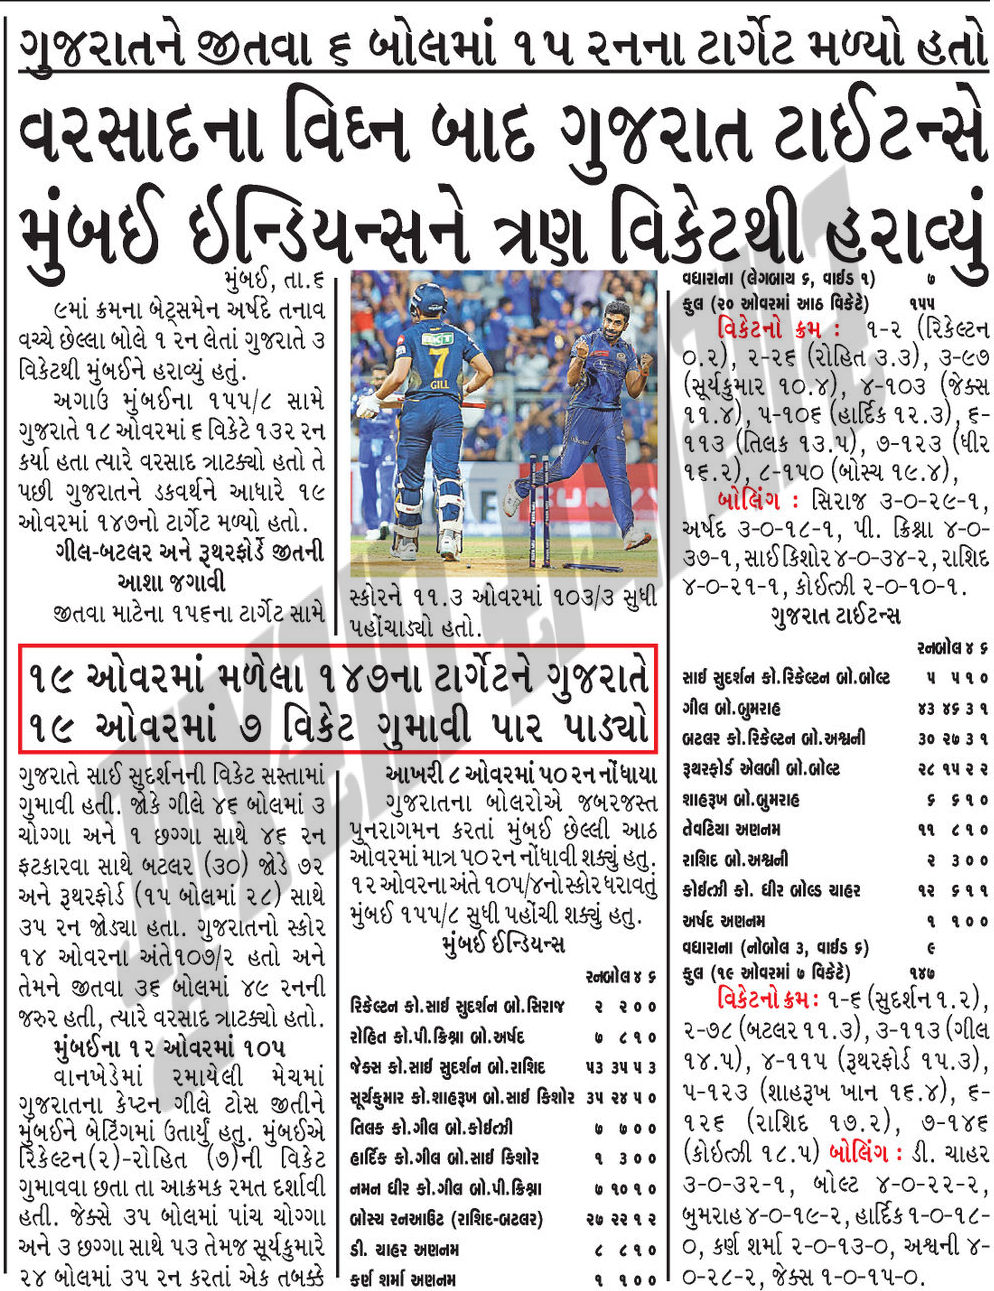 ગુજરાતને જીતવા ૬ બોલમાં ૧૫ રનના ટાર્ગેટ મળ્યો હતો
વરસાદના વિઘ્ન બાદ ગુજરાત ટાઈટન્સે
મુંબઈ ઇન્ડિયન્સને ત્રણ વિકેટથી હરાવ્યું
મુંબઈ, તા.૬
૯માં ક્રમના બેટ્સમેન અર્ષદે તનાવ
વચ્ચે છેલ્લા બોલે ૧ રન લેતાં ગુજરાતે ૩
વિકેટથી મુંબઈને હરાવ્યું હતું.
અગાઉ મુંબઈના ૧૫૫/૮ સામે
ગુજરાતે ૧૮ ઓવરમાં ૬ વિકેટે ૧૩૨ રન
કર્યા હતા ત્યારે વરસાદ ત્રાટક્યો હતો તે
પછી ગુજરાતને ડકવર્થને આધારે ૧૯
ઓવરમાં ૧૪૭નો ટાર્ગેટ મળ્યો હતો.
ગીલ-બટલર અને રૂથરફોર્ડે જીતની
આશા જગાવી
જીતવા માટેના ૧૫૬ના ટાર્ગેટ સામે
GILL
7
સ્કોરને ૧૧.૩ ઓવરમાં ૧૦૩/૩ સુધી
પહોંચાડ્યો હતો.
૧૯ ઓવરમાં મળેલા ૧૪૭ના ટાર્ગેટને ગુજરાતે
૧૯ ઓવરમાં ૭ વિકેટ ગુમાવી પાર પાડ્યો
ગુજરાતે સાઈ સુદર્શનની વિકેટ સસ્તામાં
ગુમાવી હતી. જોકે ગીલે ૪૬ બોલમાં ૩
ચોગ્ગા અને ૧ છગ્ગા સાથે ૪૬ રન
ફટકારવા સાથે બટલર (૩૦) જોડે ૭૨
અને રૂથરફોર્ડ (૧૫ બોલમાં ૨૮) સાથે
૩૫ રન જોડ્યા હતા. ગુજરાતનો સ્કોર
૧૪ ઓવરના અંતે૧૦૭/૨ હતો અને
તેમને જીતવા ૩૬ બોલમાં ૪૯ રનની
જરુર હતી, ત્યારે વરસાદ ત્રાટક્યો હતો.
મુંબઈના ૧૨ ઓવરમાં ૧૦૫
વાનખેડેમાં રમાયેલી મેચમાં
ગુજરાતના કેપ્ટન ગીલે ટોસ જીતીને
મુંબઈને બેટિંગમાં ઉતાર્યું હતુ. મુંબઈએ
રિકેલ્ટન(૨)-રોહિત (૭)ની વિકેટ
ગુમાવવા છતા તા આક્રમક રમત દર્શાવી
હતી. જેક્સે ૩૫ બોલમાં પાંચ ચોગ્ગા
અને ૩ છગ્ગા સાથે ૫૩ તેમજ સૂર્યકુમારે
૨૪ બોલમાં ૩૫ રન કરતાં એક તબક્કે
આખરી ૮ ઓવરમાં ૫૦ રન નોંધાયા
ગુજરાતના બોલરોએ જબરજસ્ત
પુનરાગમન કરતાં મુંબઈ છેલ્લી આઠ
ઓવરમાં માત્ર ૫૦ રન નોંધાવી શક્યું હતુ.
૧૨ ઓવરના અંતે ૧૦૫/૪નો સ્કોર ધરાવતું
મુંબઈ ૧૫૫/૮ સુધી પહોંચી શક્યું હતુ.
મુંબઈ ઈન્ડિયન્સ
રનબોલ ૪ ૬
રિકેલ્ટન કો.સાઈ સુદર્શન બો.સિરાજ ૨ ૨ ૦ ૦
રોહિત કો.પી.ક્રિશ્ના બો.અર્ષદ ૭ ૮ ૧ ૦
જેક્સ કો.સાઈ સુદર્શન બો.રાશિદ ૫૩ ૩૫ ૫ ૩
સૂર્યકુમાર કો.શાહરૂખ બો.સાઈ કિશોર ૩૫ ૨૪ ૫ ૦
તિલક કો.ગીલ બો.કોઈત્ઝી ૭ ૭ ૦ ૦
હાર્દિક કો.ગીલ બો.સાઈ કિશોર ૧ ૩ ૦ ૦
નમન ધીર કો.ગીલ બો.પી.ક્રિશ્ના ૭ ૧૦ ૧ ૦
બોસ્ચ રનઆઉટ (રાશિદ-બટલર) ૨૭ ૨૨ ૧ ૨
ડી. ચાહર અણનમ ૮ ૮ ૧ ૦
કર્ણ શર્મા અણનમ ૧ ૧ ૦ ૦
વધારાના (લેગબાય ૬, વાઈડ ૧) ૭
કુલ (૨૦ ઓવરમાં આઠ વિકેટે) ૧૫૫
વિકેટનો ક્રમ : ૧-૨ (રિકેલ્ટન
૦.૨), ૨-૨૬ (રોહિત ૩.૩), ૩-૯૭
(સૂર્યકુમાર ૧૦.૪), ૪-૧૦૩ (જેક્સ
૧૧.૪), ૫-૧૦૬ (હાર્દિક ૧૨.૩), ૬-
૧૧૩ (તિલક ૧૩.૫), ૭-૧૨૩ (ધીર
૧૬.૨), ૮-૧૫૦ (બોસ્ચ ૧૯.૪),
બોલિંગ : સિરાજ ૩-૦-૨૯-૧,
અર્ષદ ૩-૦-૧૮-૧, પી. ક્રિશ્ના ૪-૦-
૩૭-૧, સાઈ કિશોર ૪-૦-૩૪-૨, રાશિદ
૪-૦-૨૧-૧, કોઈત્ઝી ૨-૦-૧૦-૧.
ગુજરાત ટાઈટન્સ
રનબોલ ૪ ૬
સાઈ સુદર્શન કો.રિકેલ્ટન બો.બોલ્ટ ૫ ૫ ૧ ૦
ગીલ બો.બુમરાહ ૪૩ ૪૬ ૩ ૧
બટલર કો.રિકેલ્ટન બો.અશ્વની ૩૦ ૨૭ ૩ ૧
રૂથરફોર્ડ એલબી બો.બોલ્ટ ૨૮ ૧૫ ૨ ૨
શાહરૂખ બો.બુમરાહ ૬ ૬ ૧ ૦
તેવટિયા અણનમ ૧૧ ૮ ૧ ૦
રાશિદ બો.અશ્વની ૨ ૩ ૦ ૦
કોઈત્ઝી કો. ધીર બોલ્ડ ચાહર ૧૨ ૬ ૧ ૧
અર્ષદ અણનમ ૧ ૧ ૦ ૦
વધારાના (નોબોલ ૩, વાઈડ ૬) ૯
કુલ (૧૯ ઓવરમાં ૭ વિકેટે) ૧૪૭
વિકેટનો ક્રમ : ૧-૬ (સુદર્શન ૧.૨),
૨-૭૮ (બટલર ૧૧.૩), ૩-૧૧૩ (ગીલ
૧૪.૫), ૪-૧૧૫ (રૂથરફોર્ડ ૧૫.૩),
૫-૧૨૩ (શાહરૂખ ખાન ૧૬.૪), ૬-
૧૨૬ (રાશિદ ૧૭.૨), ૭-૧૪૬
(કોઇત્ઝી ૧૮.૫) બોલિંગ : ડી. ચાહર
૩-૦-૩૨-૧, બોલ્ટ ૪-૦-૨૨-૨,
બુમરાહ ૪-૦-૧૯-૨, હાર્દિક ૧-૦-૧૮-
૦, કર્ણ શર્મા ૨-૦-૧૩-૦, અશ્વની ૪-
૦-૨૮-૨, જેક્સ ૧-૦-૧૫-૦.